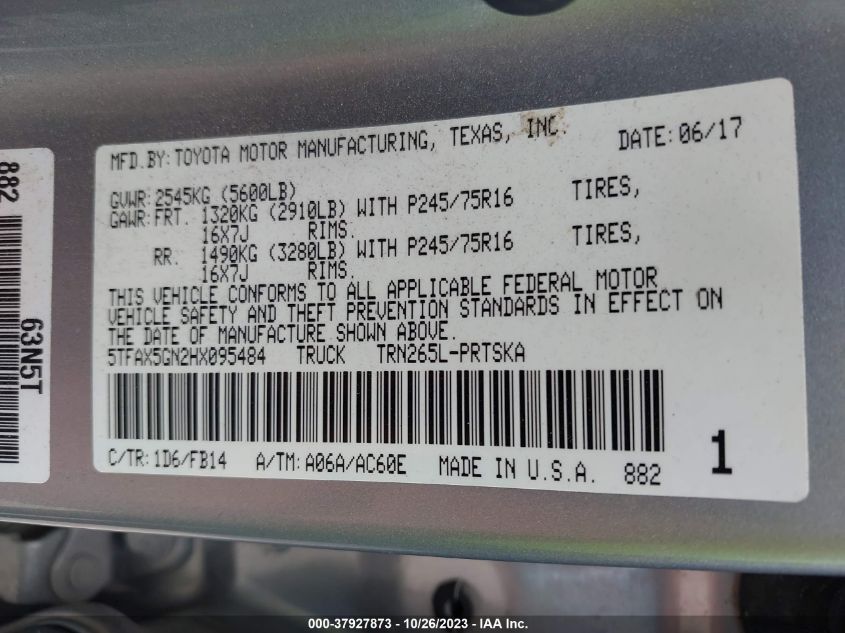 MFD.BY: TOYOTA MOTOR MANUFACTURING, TEXAS, INC. DATE: 06/17
GVWR: 2545KG (5600LB)
GAWR: FRT. 1320KG (2910LB) WITH P245/75R16 TIRES,
16X7J RIMS.
RR. 1490KG (3280LB) WITH P245/75R16 TIRES,
16X7J RIMS.
THIS VEHICLE CONFORMS TO ALL APPLICABLE FEDERAL MOTOR
VEHICLE SAFETY AND THEFT PREVENTION STANDARDS IN EFFECT ON
THE DATE OF MANUFACTURE SHOWN ABOVE.
5TFAX5GN2HX095484 TRUCK TRN265L-PRTSKA
C/TR: 1D6/FB14 A/TM: A06A/AC60E MADE IN U.S.A. 882
1
882
63N5T
000-37927873 - 10/26/2023 - IAA Inc.